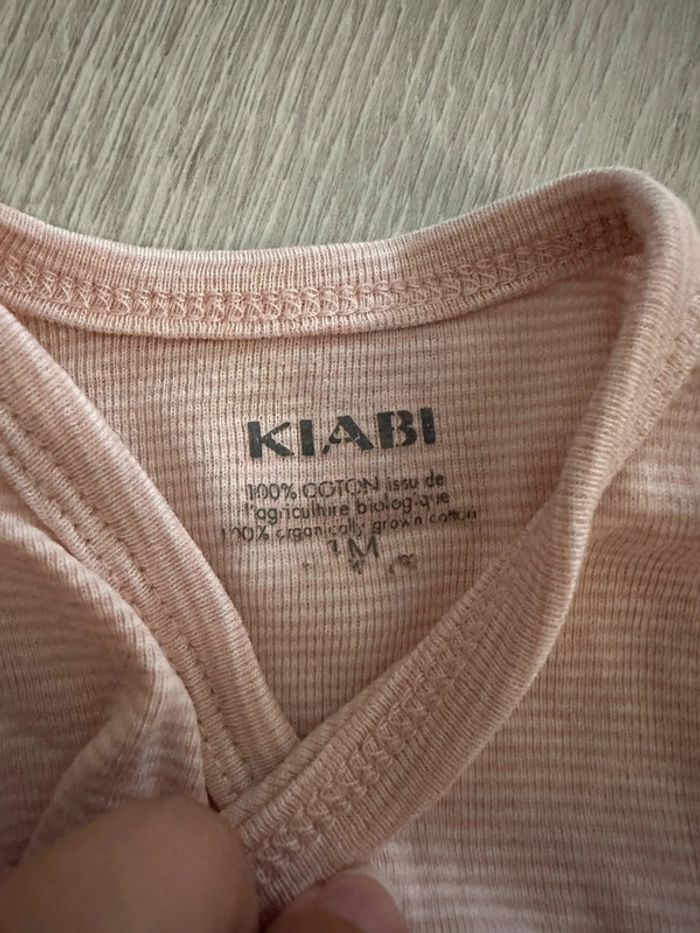 KIABI
100% COTON issu de
l'agriculture biologique
100% organically grown cotton
1M